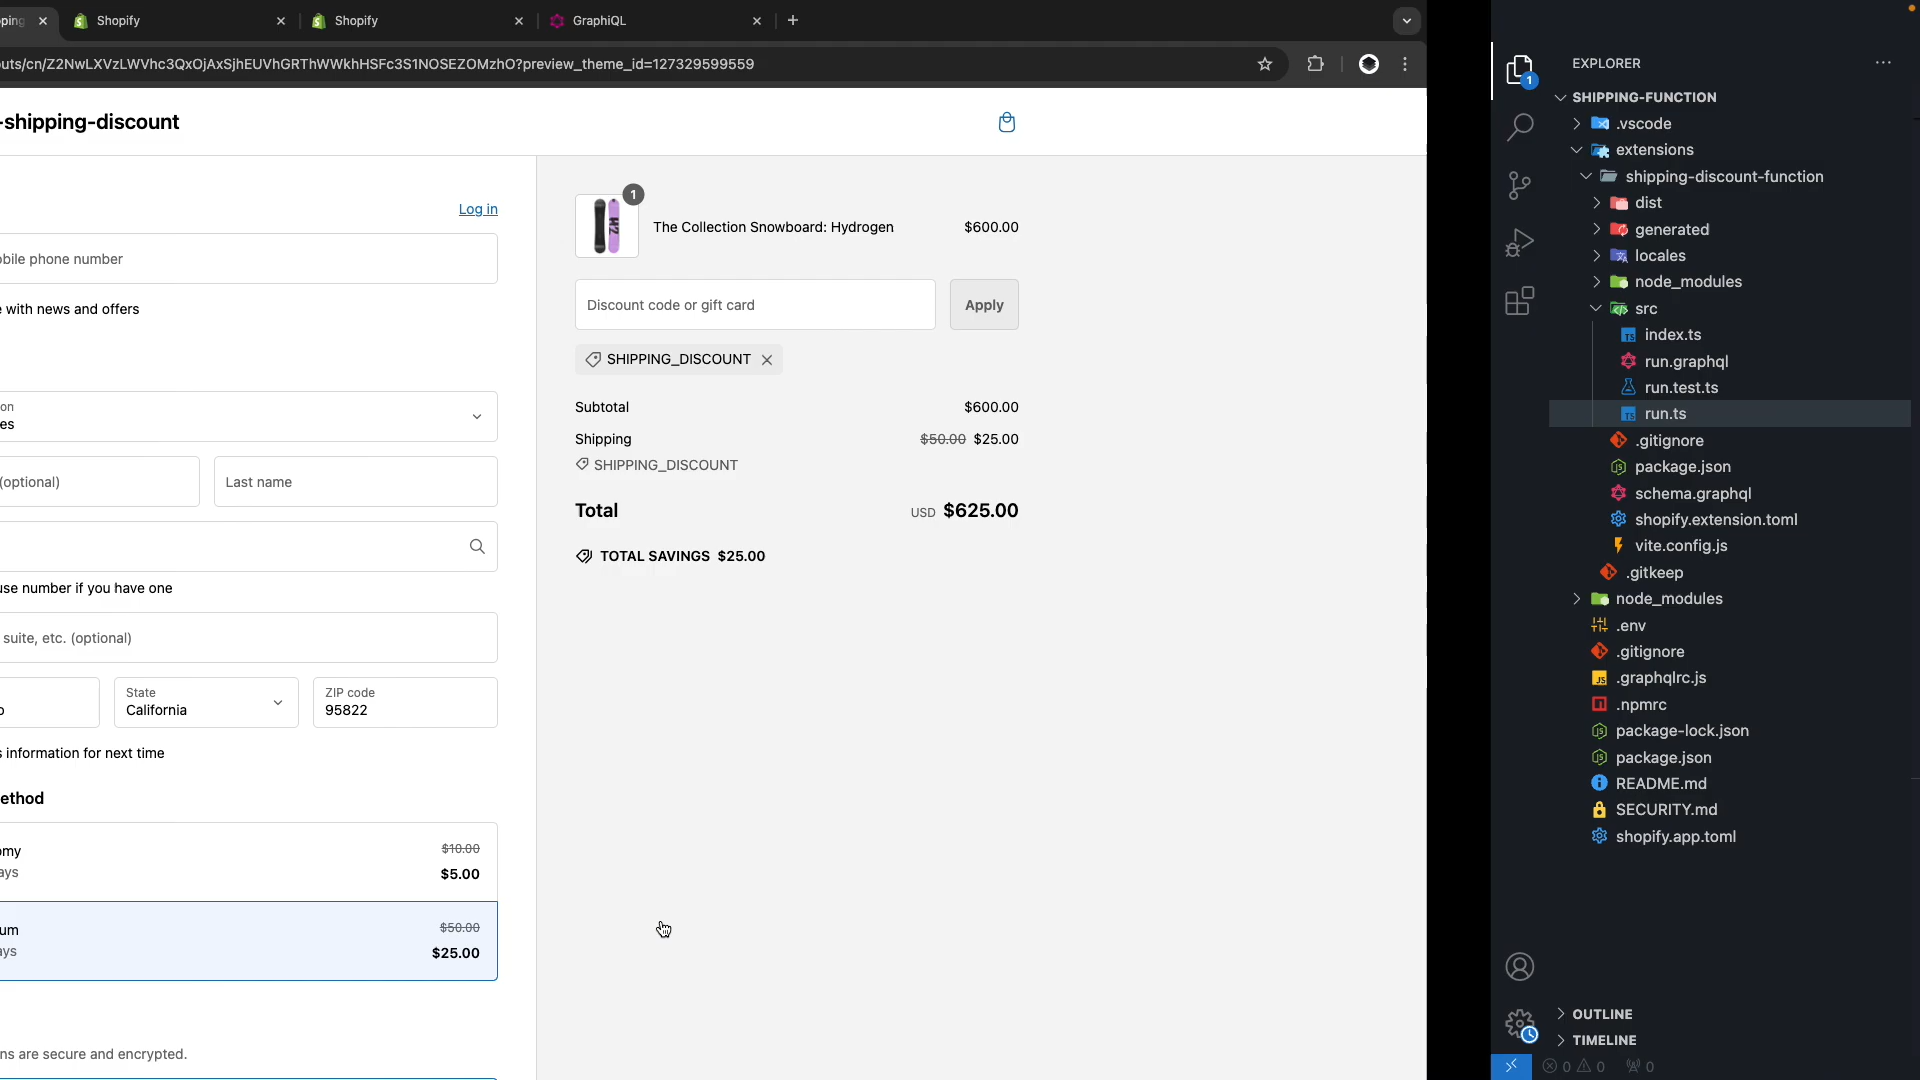 ping
Shopify
Shopify
GraphiQL
outs/cn/Z2NwLXVzLWVhc3QxOjAxSjhEUVhGRThWWkhHSFc3S1NOSEZOMzhO?preview_theme_id=127329599559
-shipping-discount
Log in
obile phone number
e with news and offers
on
es
(optional)
Last name
use number if you have one
suite, etc. (optional)
o
State
California
ZIP code
95822
s information for next time
ethod
omy
ays
$10.00
$5.00
um
ays
$50.00
$25.00
ns are secure and encrypted.
1
The Collection Snowboard: Hydrogen
$600.00
Discount code or gift card
Apply
SHIPPING_DISCOUNT
Subtotal
$600.00
Shipping
$50.00 $25.00
SHIPPING_DISCOUNT
Total
USD $625.00
TOTAL SAVINGS $25.00
1
EXPLORER
SHIPPING-FUNCTION
.vscode
extensions
shipping-discount-function
dist
generated
locales
node_modules
src
index.ts
run.graphql
run.test.ts
run.ts
.gitignore
package.json
schema.graphql
shopify.extension.toml
vite.config.js
.gitkeep
node_modules
.env
.gitignore
.graphqlrc.js
.npmrc
package-lock.json
package.json
README.md
SECURITY.md
shopify.app.toml
OUTLINE
TIMELINE
0 0 0